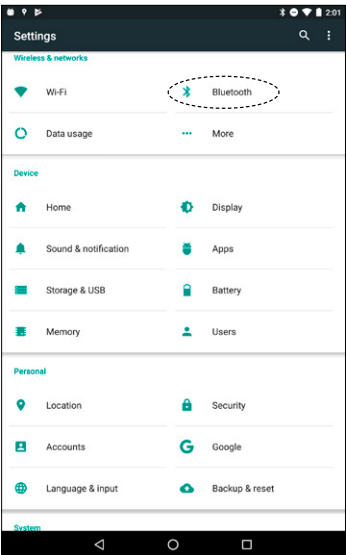 2:01
Settings
Wireless & networks
Wi-Fi
Bluetooth
Data usage
More
Device
Home
Display
Sound & notification
Apps
Storage & USB
Battery
Memory
Users
Personal
Location
Security
Accounts
Google
Language & input
Backup & reset
System